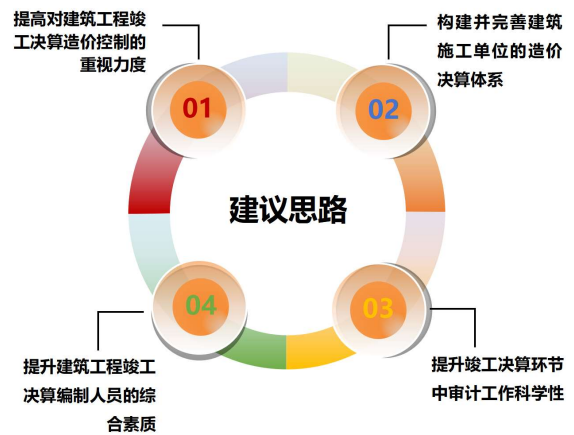 提高对建筑工程竣
工决算造价控制的
重视力度
01
构建并完善建筑
施工单位的造价
决算体系
02
建议思路
04
提升建筑工程竣工
决算编制人员的综
合素质
03
提升竣工决算环节
中审计工作科学性